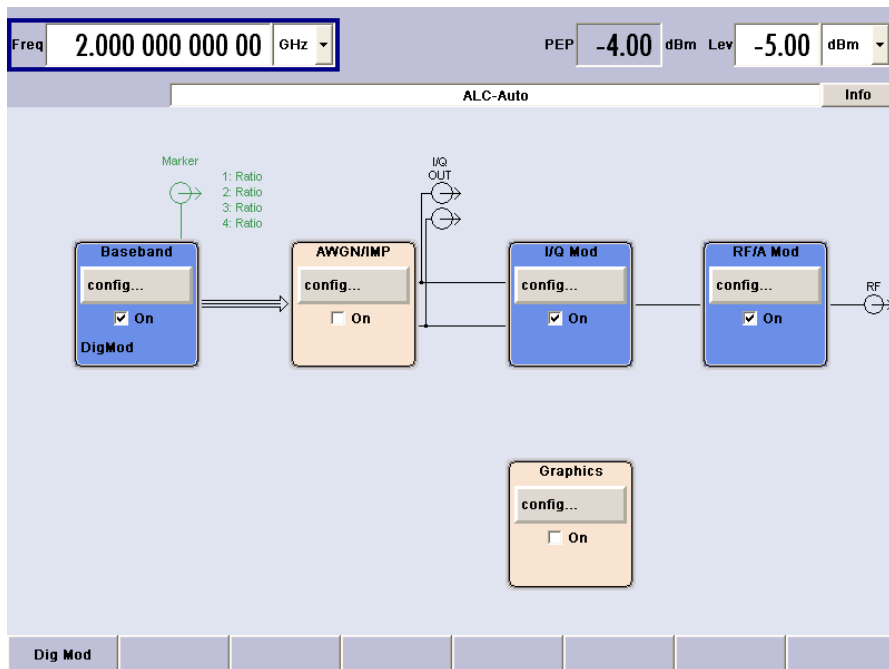 Freq 2.000 000 000 00 GHz PEP -4.00 dBm Lev -5.00 dBm
ALC-Auto Info
Marker
1: Ratio
2: Ratio
3: Ratio
4: Ratio
I/Q
OUT
Baseband
config...
On
DigMod
AWGN/IMP
config...
On
I/Q Mod
config...
On
RF/A Mod
config...
On
RF
Graphics
config...
On
Dig Mod